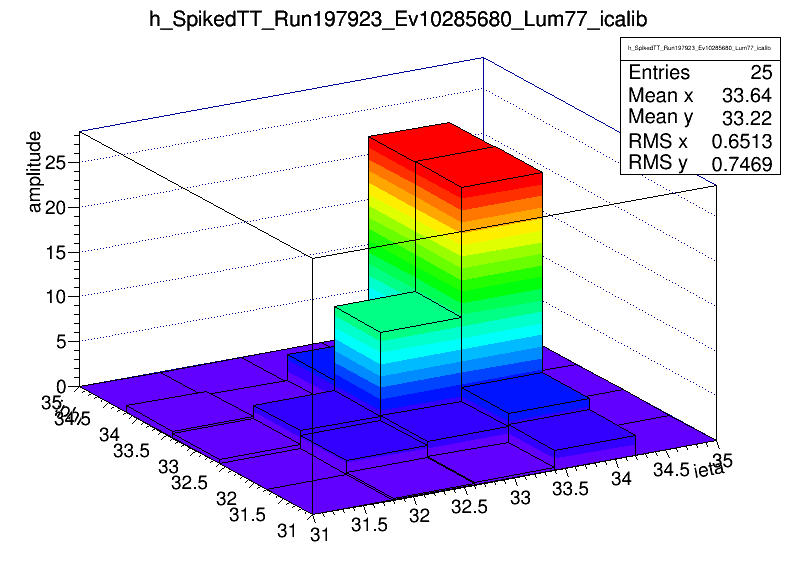 h_SpikedTT_Run197923_Ev10285680_Lum77_icalib
h_SpikedTT_Run197923_Ev10285680_Lum77_icalib
Entries 25
Mean x 33.64
Mean y 33.22
RMS x 0.6513
RMS y 0.7469
amplitude
25
20
15
10
5
0
35
34.5
34
33.5
33
32.5
32
31.5
31
31
31.5
32
32.5
33
33.5
34
34.5
35
ieta